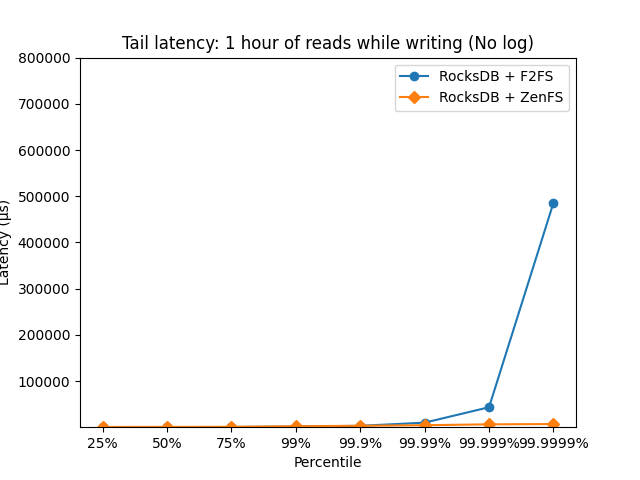 Tail latency: 1 hour of reads while writing (No log)
RocksDB + F2FS
RocksDB + ZenFS
800000
700000
600000
500000
400000
300000
200000
100000
Latency (µs)
25% 50% 75% 99% 99.9% 99.99% 99.999% 99.9999%
Percentile